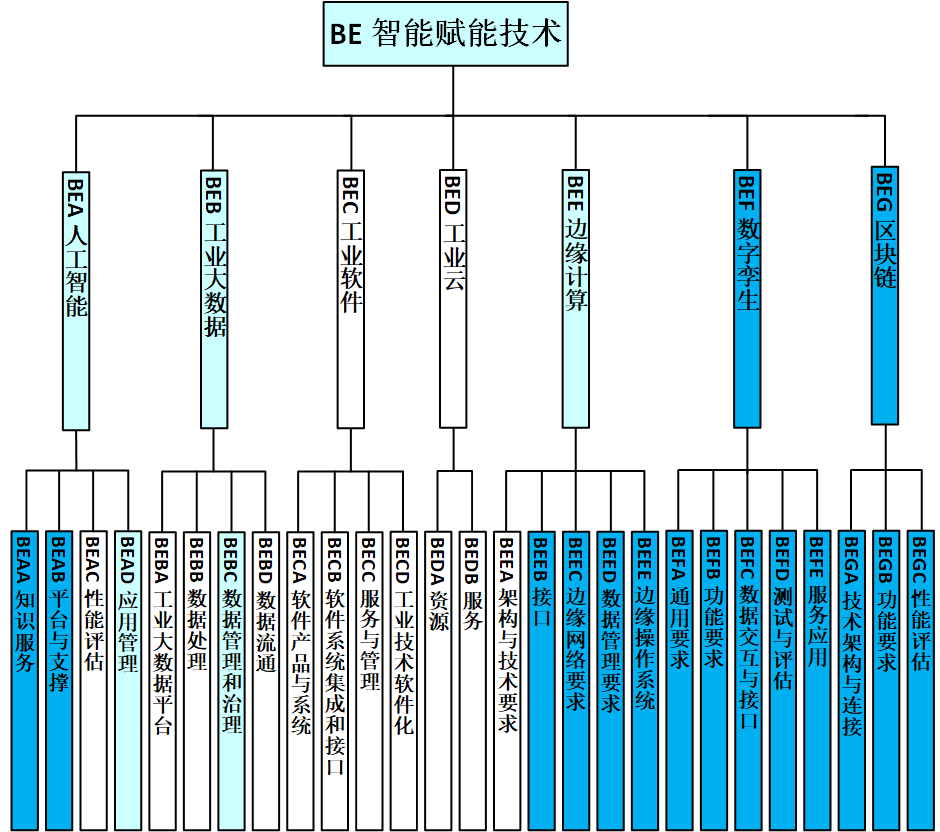 BE 智能赋能技术
BEA 人工智能
BEB 工业大数据
BEC 工业软件
BED 工业云
BEE 边缘计算
BEF 数字孪生
BEG 区块链
BEAA 知识服务
BEAB 平台与支撑
BEAC 性能评估
BEAD 应用管理
BEBA 工业大数据平台
BEBB 数据处理
BEBC 数据管理和治理
BEBD 数据流通
BECA 软件产品与系统
BECB 软件系统集成和接口
BECC 服务与管理
BECD 工业技术软件化
BEDA 资源
BEDB 服务
BEEA 架构与技术要求
BEEB 接口
BEEC 边缘网络要求
BEED 数据管理要求
BEEE 边缘操作系统
BEFA 通用要求
BEFB 功能要求
BEFC 数据交互与接口
BEFD 测试与评估
BEFE 服务应用
BEGA 技术架构与连接
BEGB 功能要求
BEGC 性能评估